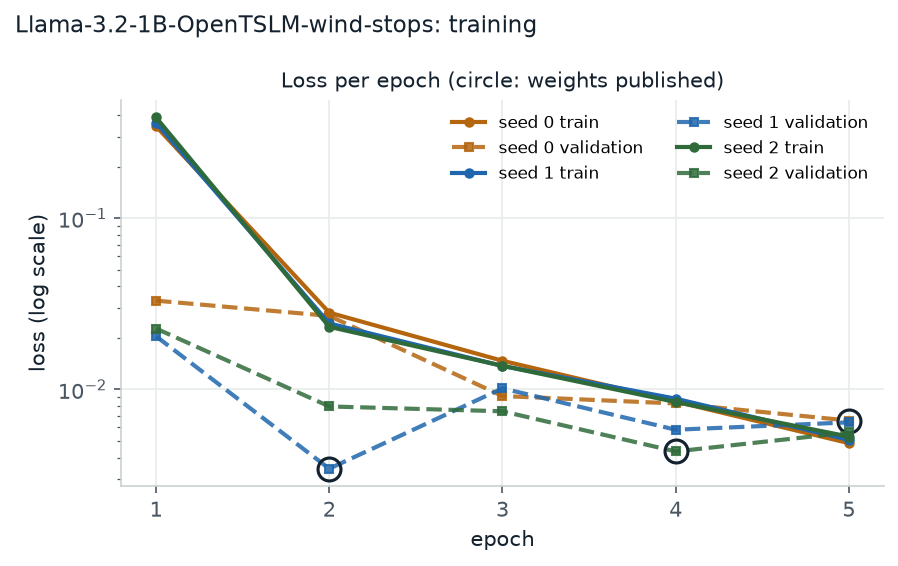 Llama-3.2-1B-OpenTSLM-wind-stops: training
Loss per epoch (circle: weights published)
seed 0 train
seed 0 validation
seed 1 train
seed 1 validation
seed 2 train
seed 2 validation
loss (log scale)
10⁻¹
10⁻²
1 2 3 4 5
epoch